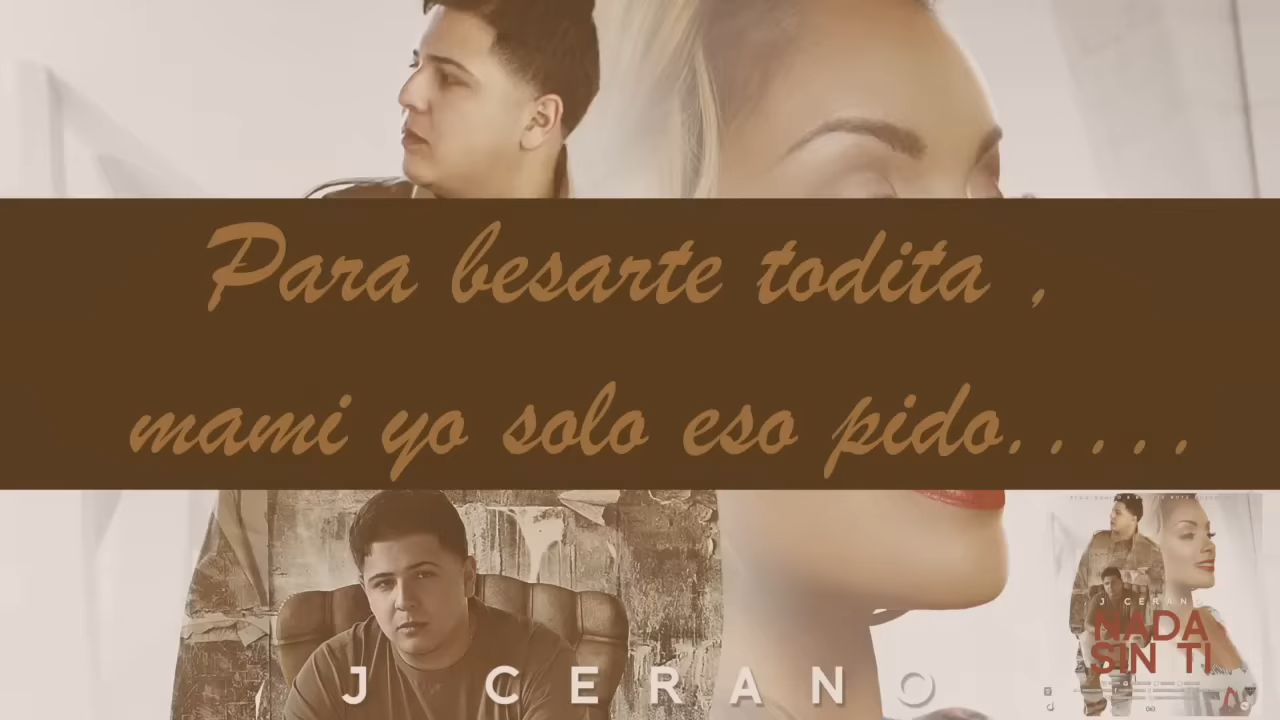 Para besarte todita ,
mami yo solo eso pido.....
J CERANO
J CERANO
NADA
SIN TI